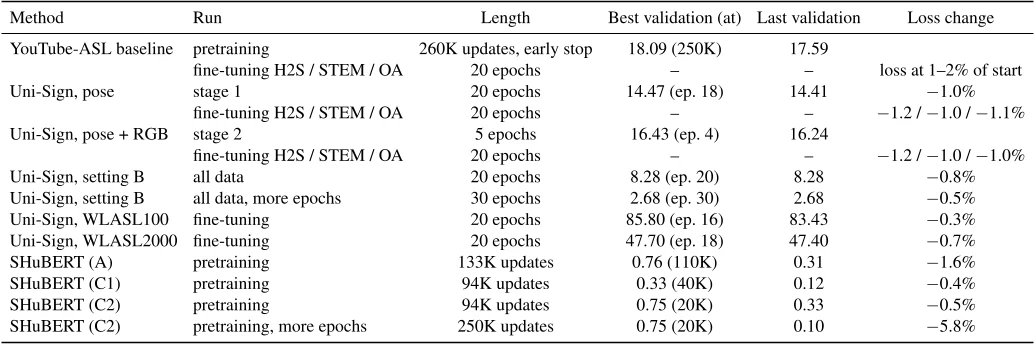 Method Run Length Best validation (at) Last validation Loss change
YouTube-ASL baseline pretraining 260K updates, early stop 18.09 (250K) 17.59
fine-tuning H2S / STEM / OA 20 epochs – – loss at 1–2% of start
Uni-Sign, pose stage 1 20 epochs 14.47 (ep. 18) 14.41 −1.0%
fine-tuning H2S / STEM / OA 20 epochs – – −1.2 / −1.0 / −1.1%
Uni-Sign, pose + RGB stage 2 5 epochs 16.43 (ep. 4) 16.24
fine-tuning H2S / STEM / OA 20 epochs – – −1.2 / −1.0 / −1.0%
Uni-Sign, setting B all data 20 epochs 8.28 (ep. 20) 8.28 −0.8%
Uni-Sign, setting B all data, more epochs 30 epochs 2.68 (ep. 30) 2.68 −0.5%
Uni-Sign, WLASL100 fine-tuning 20 epochs 85.80 (ep. 16) 83.43 −0.3%
Uni-Sign, WLASL2000 fine-tuning 20 epochs 47.70 (ep. 18) 47.40 −0.7%
SHuBERT (A) pretraining 133K updates 0.76 (110K) 0.31 −1.6%
SHuBERT (C1) pretraining 94K updates 0.33 (40K) 0.12 −0.4%
SHuBERT (C2) pretraining 94K updates 0.75 (20K) 0.33 −0.5%
SHuBERT (C2) pretraining, more epochs 250K updates 0.75 (20K) 0.10 −5.8%